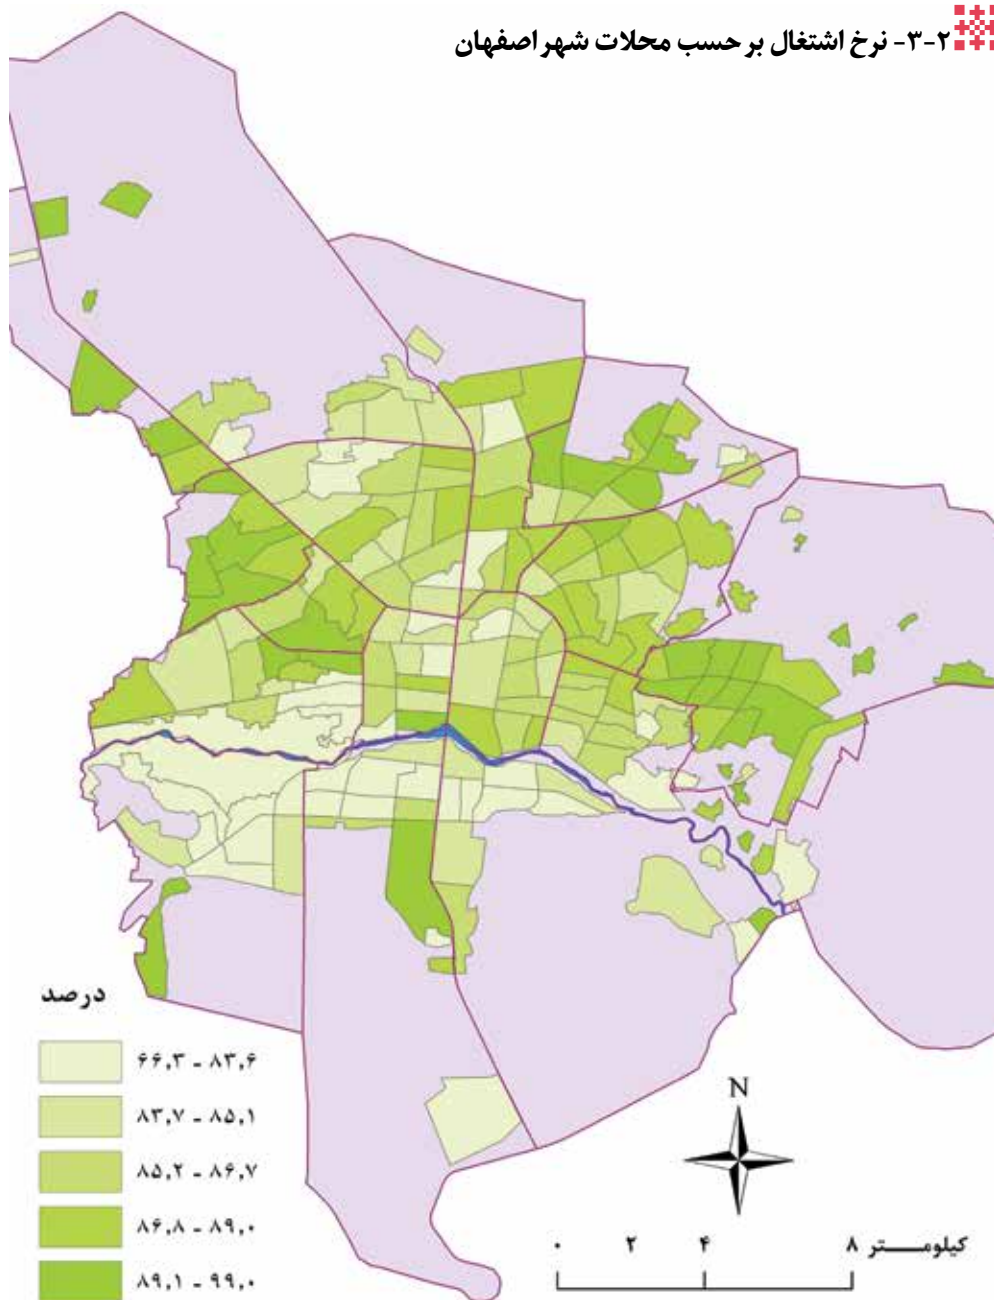 ۲-۳- نرخ اشتغال بر حسب محلات شهر اصفهان
درصد
۶۶,۳ - ۸۳,۶
۸۳,۷ - ۸۵,۱
۸۵,۲ - ۸۶,۷
۸۶,۸ - ۸۹,۰
۸۹,۱ - ۹۹,۰
N
۰ ۲ ۴ ۸ کیلومتر